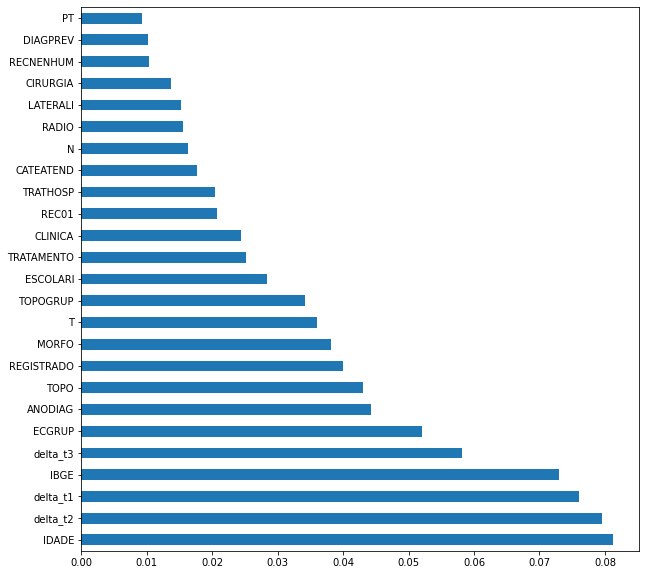 PT
DIAGPREV
RECNENHUM
CIRURGIA
LATERALI
RADIO
N
CATEATEND
TRATHOSP
REC01
CLINICA
TRATAMENTO
ESCOLARI
TOPOGRUP
T
MORFO
REGISTRADO
TOPO
ANODIAG
ECGRUP
delta_t3
IBGE
delta_t1
delta_t2
IDADE
0.00 0.01 0.02 0.03 0.04 0.05 0.06 0.07 0.08